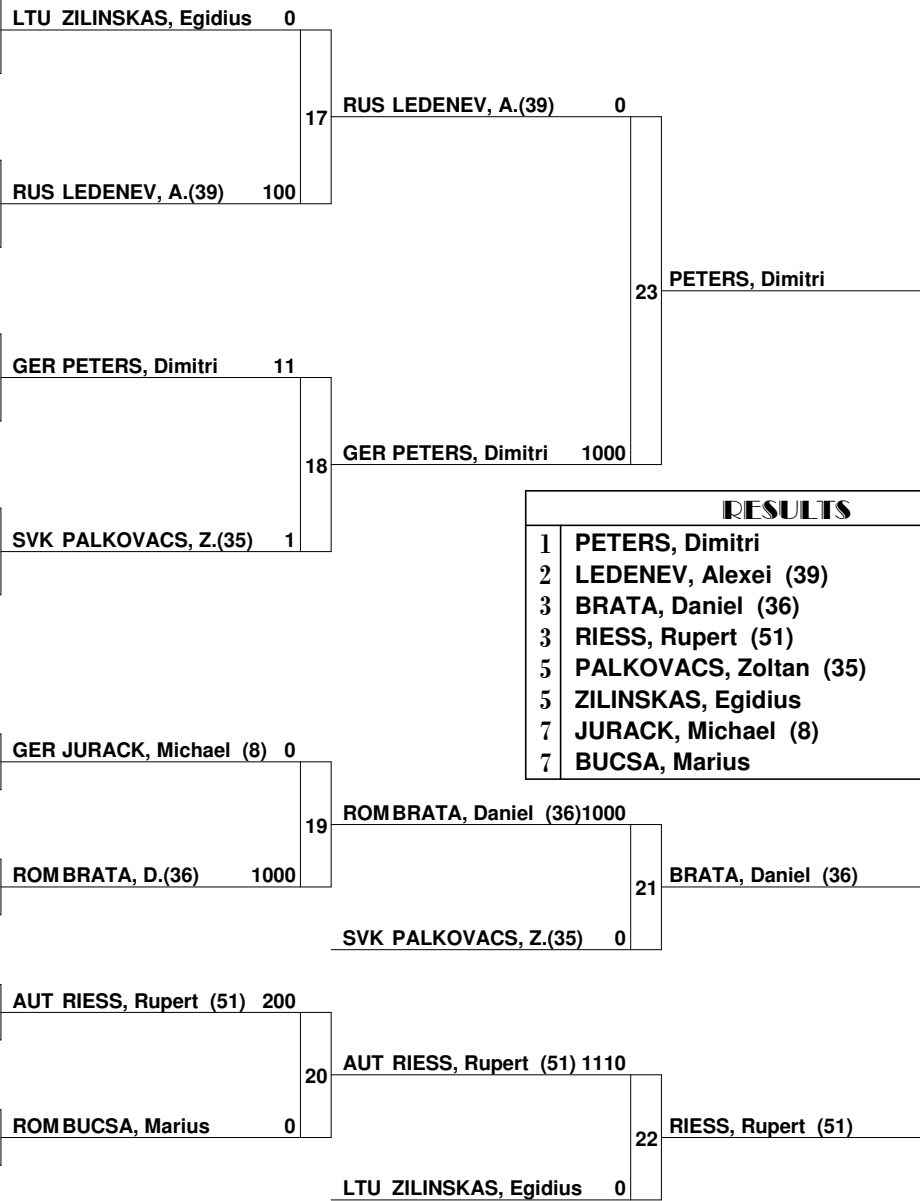 LTU ZILINSKAS, Egidius 0
17
RUS LEDENEV, A.(39) 0
RUS LEDENEV, A.(39) 100
23
PETERS, Dimitri
GER PETERS, Dimitri 11
18
GER PETERS, Dimitri 1000
SVK PALKOVACS, Z.(35) 1
RESULTS
1 PETERS, Dimitri
2 LEDENEV, Alexei (39)
3 BRATA, Daniel (36)
3 RIESS, Rupert (51)
5 PALKOVACS, Zoltan (35)
5 ZILINSKAS, Egidius
7 JURACK, Michael (8)
7 BUCSA, Marius
GER JURACK, Michael (8) 0
19
ROM BRATA, Daniel (36) 1000
ROM BRATA, D.(36) 1000
21
BRATA, Daniel (36)
SVK PALKOVACS, Z.(35) 0
AUT RIESS, Rupert (51) 200
20
AUT RIESS, Rupert (51) 1110
ROM BUCSA, Marius 0
22
RIESS, Rupert (51)
LTU ZILINSKAS, Egidius 0